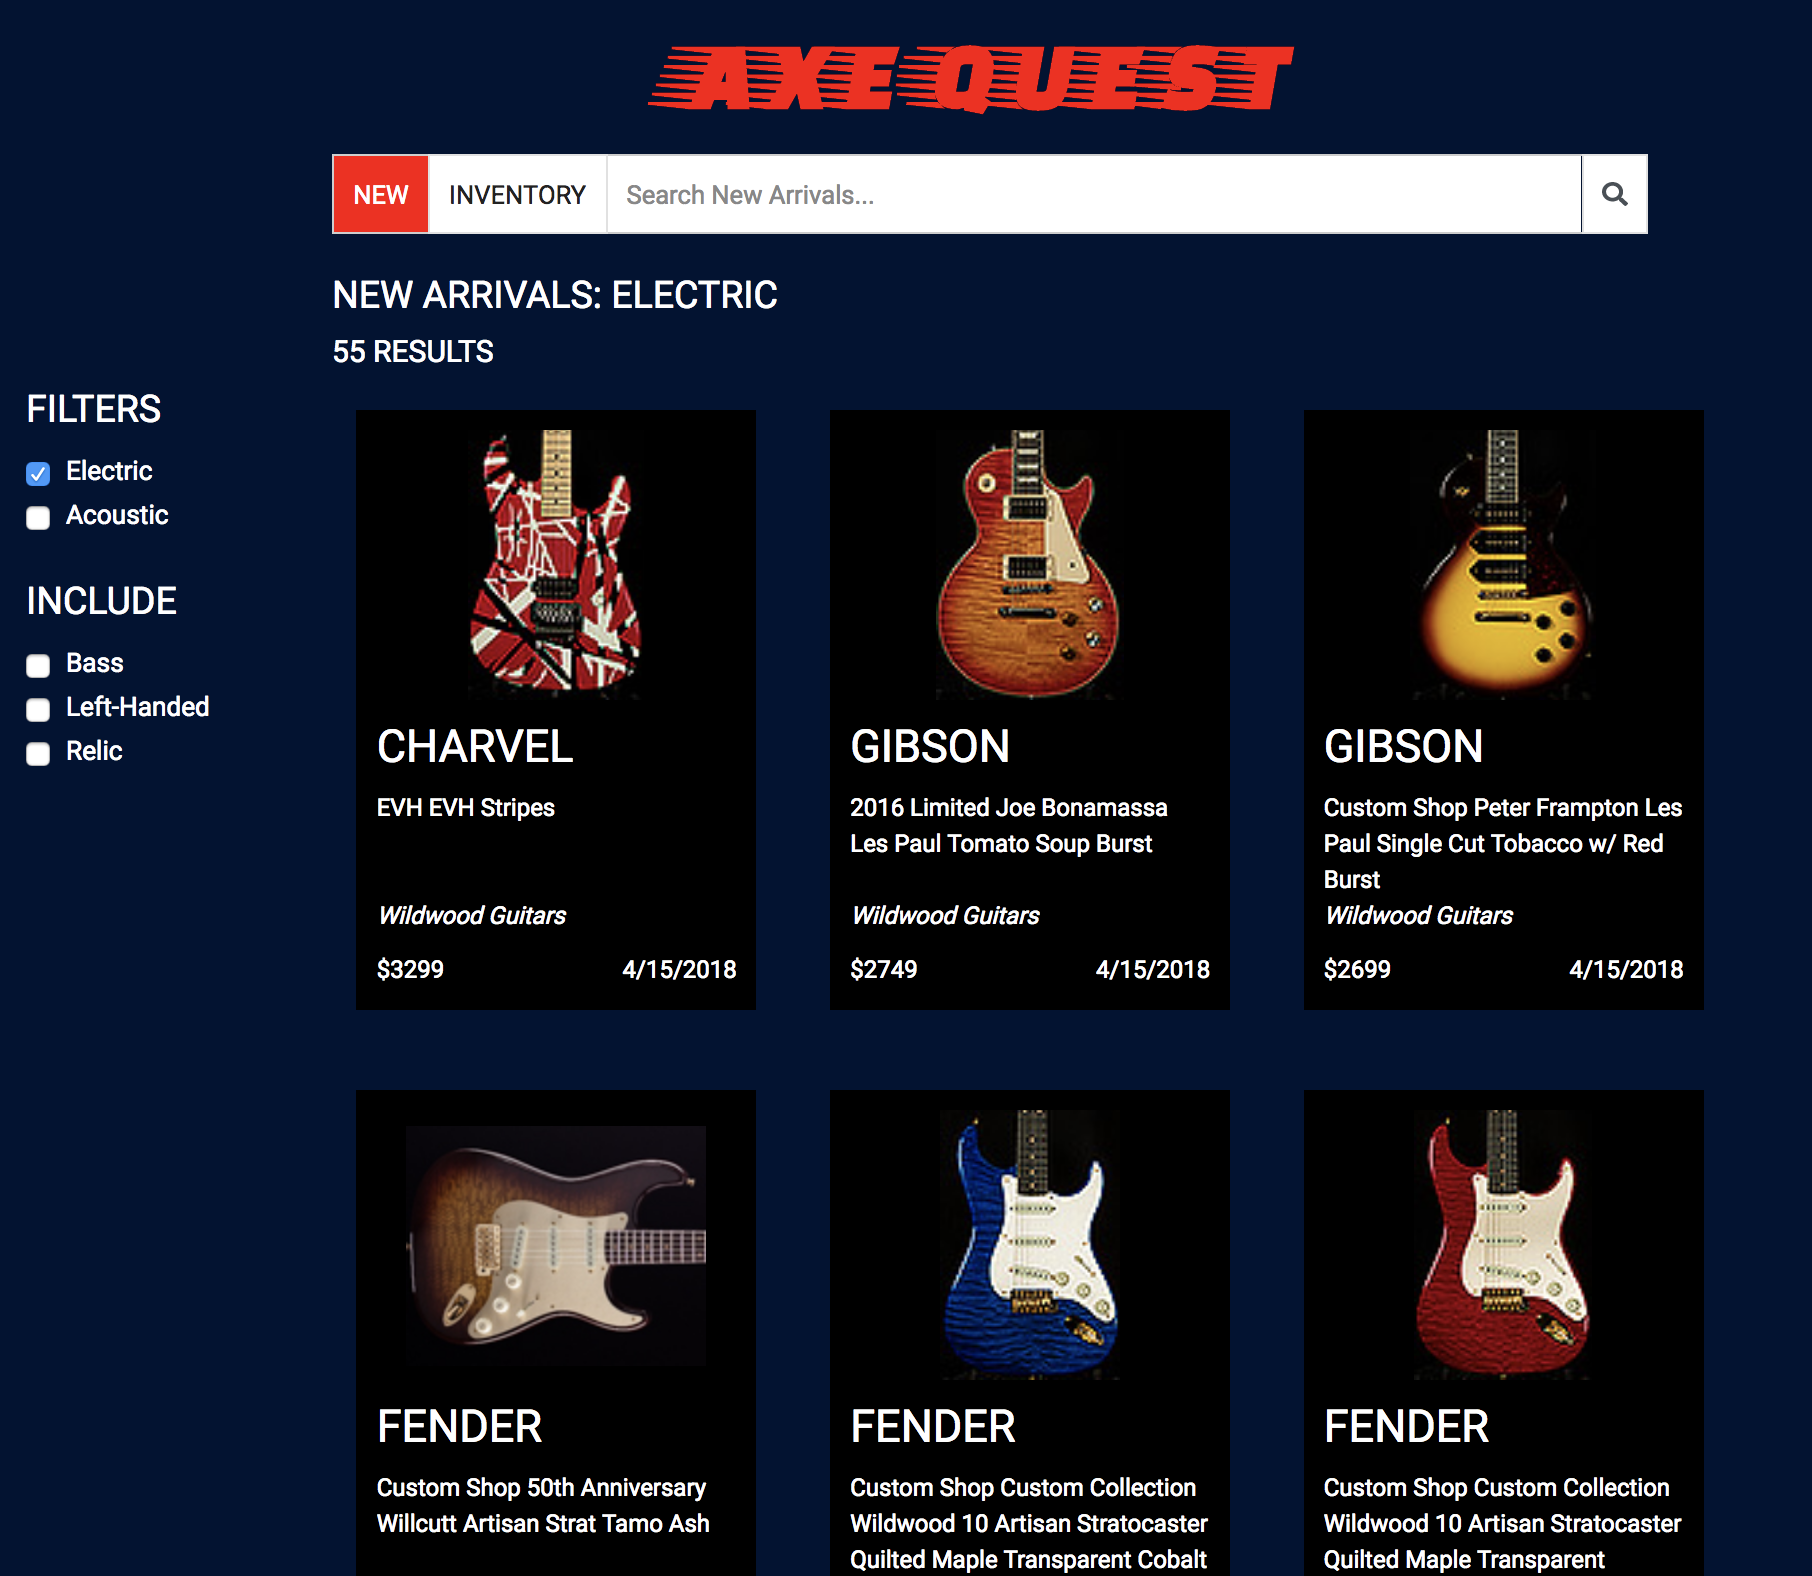 AXE QUEST
NEW INVENTORY Search New Arrivals...
NEW ARRIVALS: ELECTRIC
55 RESULTS
FILTERS
Electric
Acoustic
INCLUDE
Bass
Left-Handed
Relic
CHARVEL
EVH EVH Stripes
Wildwood Guitars
$3299 4/15/2018
GIBSON
2016 Limited Joe Bonamassa
Les Paul Tomato Soup Burst
Wildwood Guitars
$2749 4/15/2018
GIBSON
Custom Shop Peter Frampton Les
Paul Single Cut Tobacco w/ Red
Burst
Wildwood Guitars
$2699 4/15/2018
FENDER
Custom Shop 50th Anniversary
Willcutt Artisan Strat Tamo Ash
FENDER
Custom Shop Custom Collection
Wildwood 10 Artisan Stratocaster
Quilted Maple Transparent Cobalt
FENDER
Custom Shop Custom Collection
Wildwood 10 Artisan Stratocaster
Quilted Maple Transparent